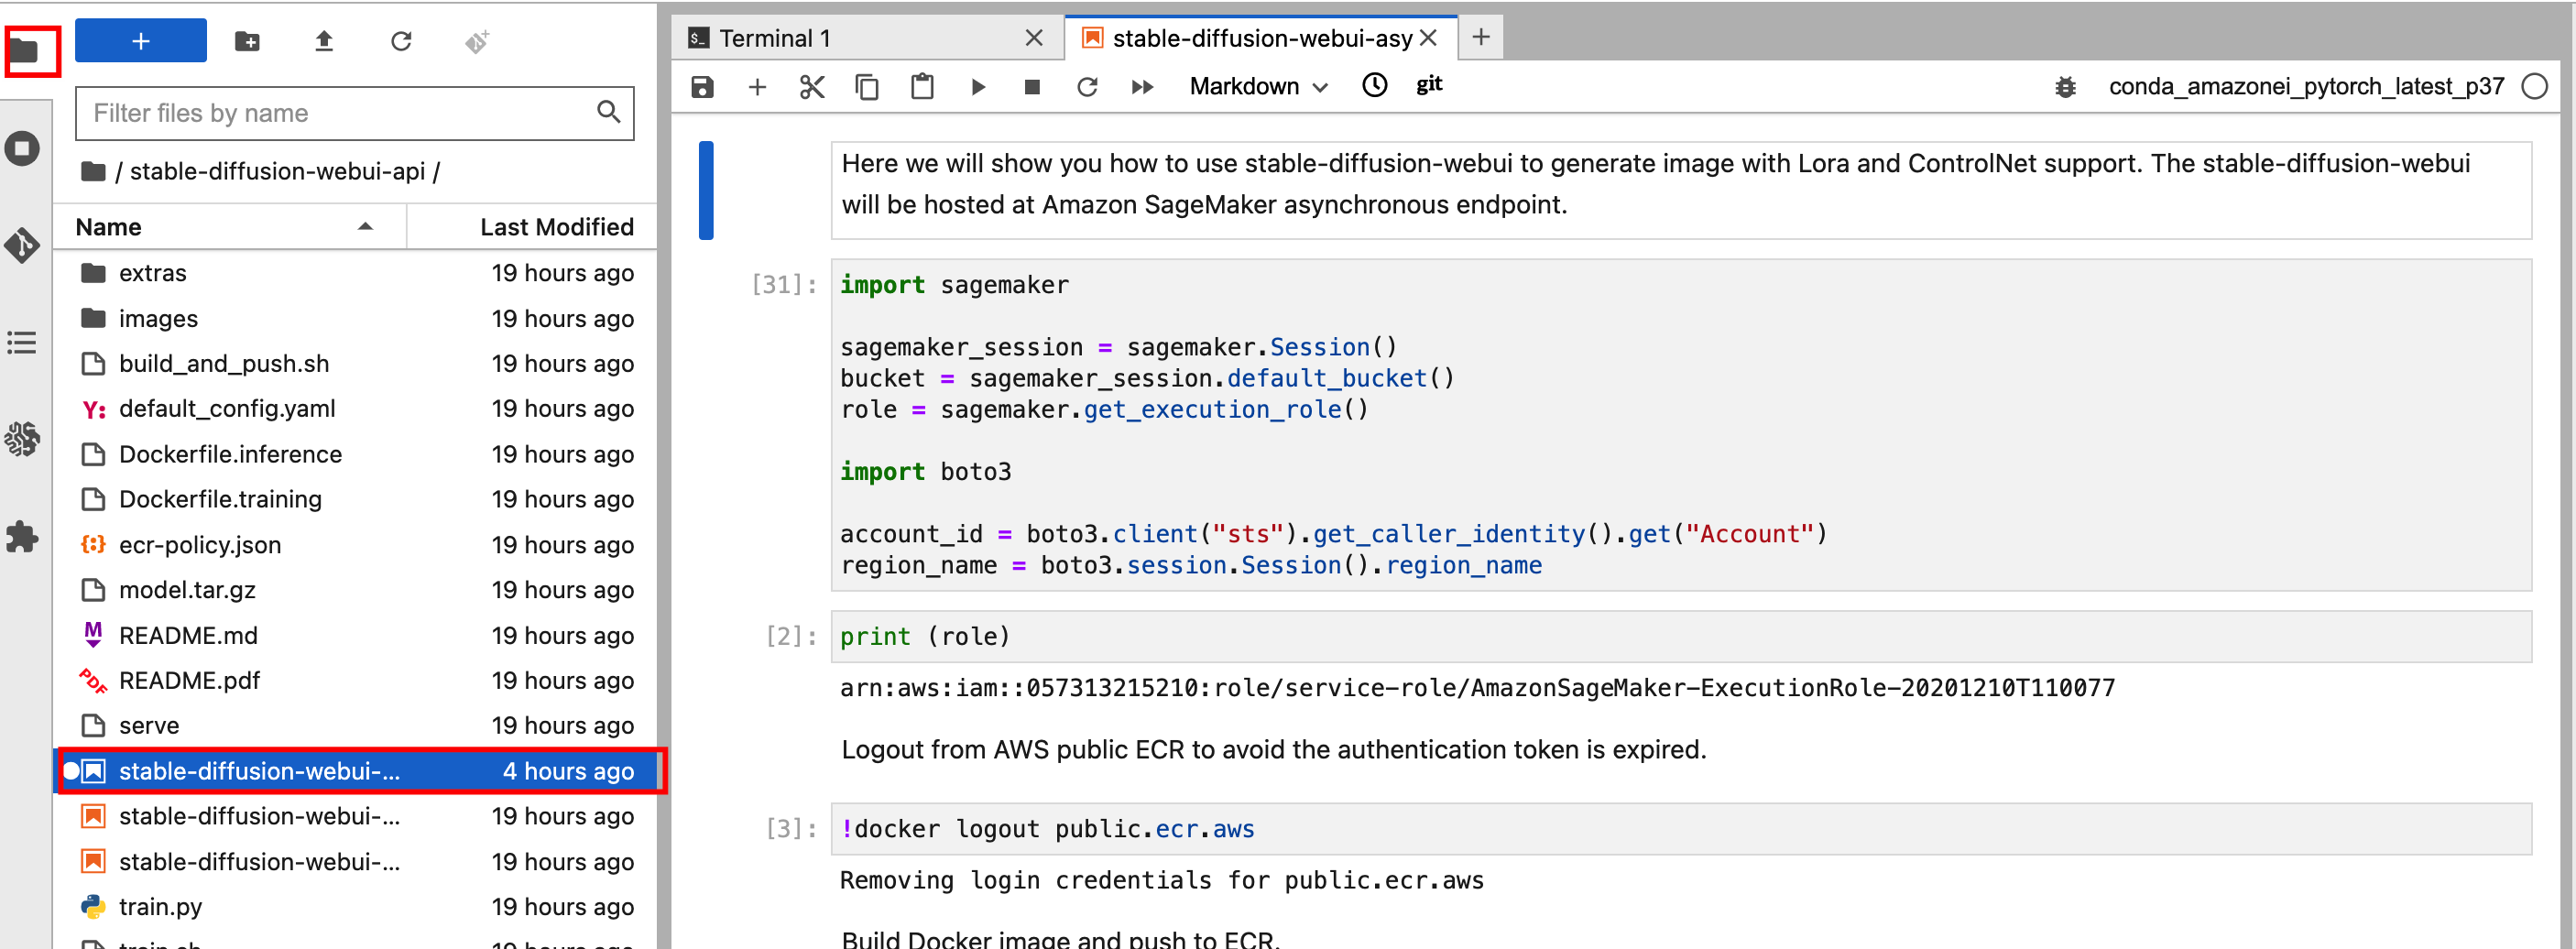 Filter files by name
/ stable-diffusion-webui-api /
Name Last Modified
extras 19 hours ago
images 19 hours ago
build_and_push.sh 19 hours ago
Y: default_config.yaml 19 hours ago
Dockerfile.inference 19 hours ago
Dockerfile.training 19 hours ago
{:} ecr-policy.json 19 hours ago
model.tar.gz 19 hours ago
M README.md 19 hours ago
PDF README.pdf 19 hours ago
serve 19 hours ago
stable-diffusion-webui-... 4 hours ago
stable-diffusion-webui-... 19 hours ago
stable-diffusion-webui-... 19 hours ago
train.py 19 hours ago
train.sh 19 hours ago
$_ Terminal 1 stable-diffusion-webui-asy
Markdown git conda_amazonei_pytorch_latest_p37
Here we will show you how to use stable-diffusion-webui to generate image with Lora and ControlNet support. The stable-diffusion-webui
will be hosted at Amazon SageMaker asynchronous endpoint.
[31]: import sagemaker
sagemaker_session = sagemaker.Session()
bucket = sagemaker_session.default_bucket()
role = sagemaker.get_execution_role()
import boto3
account_id = boto3.client("sts").get_caller_identity().get("Account")
region_name = boto3.session.Session().region_name
[2]: print (role)
arn:aws:iam::057313215210:role/service-role/AmazonSageMaker-ExecutionRole-20201210T110077
Logout from AWS public ECR to avoid the authentication token is expired.
[3]: !docker logout public.ecr.aws
Removing login credentials for public.ecr.aws
Build Docker image and push to ECR.